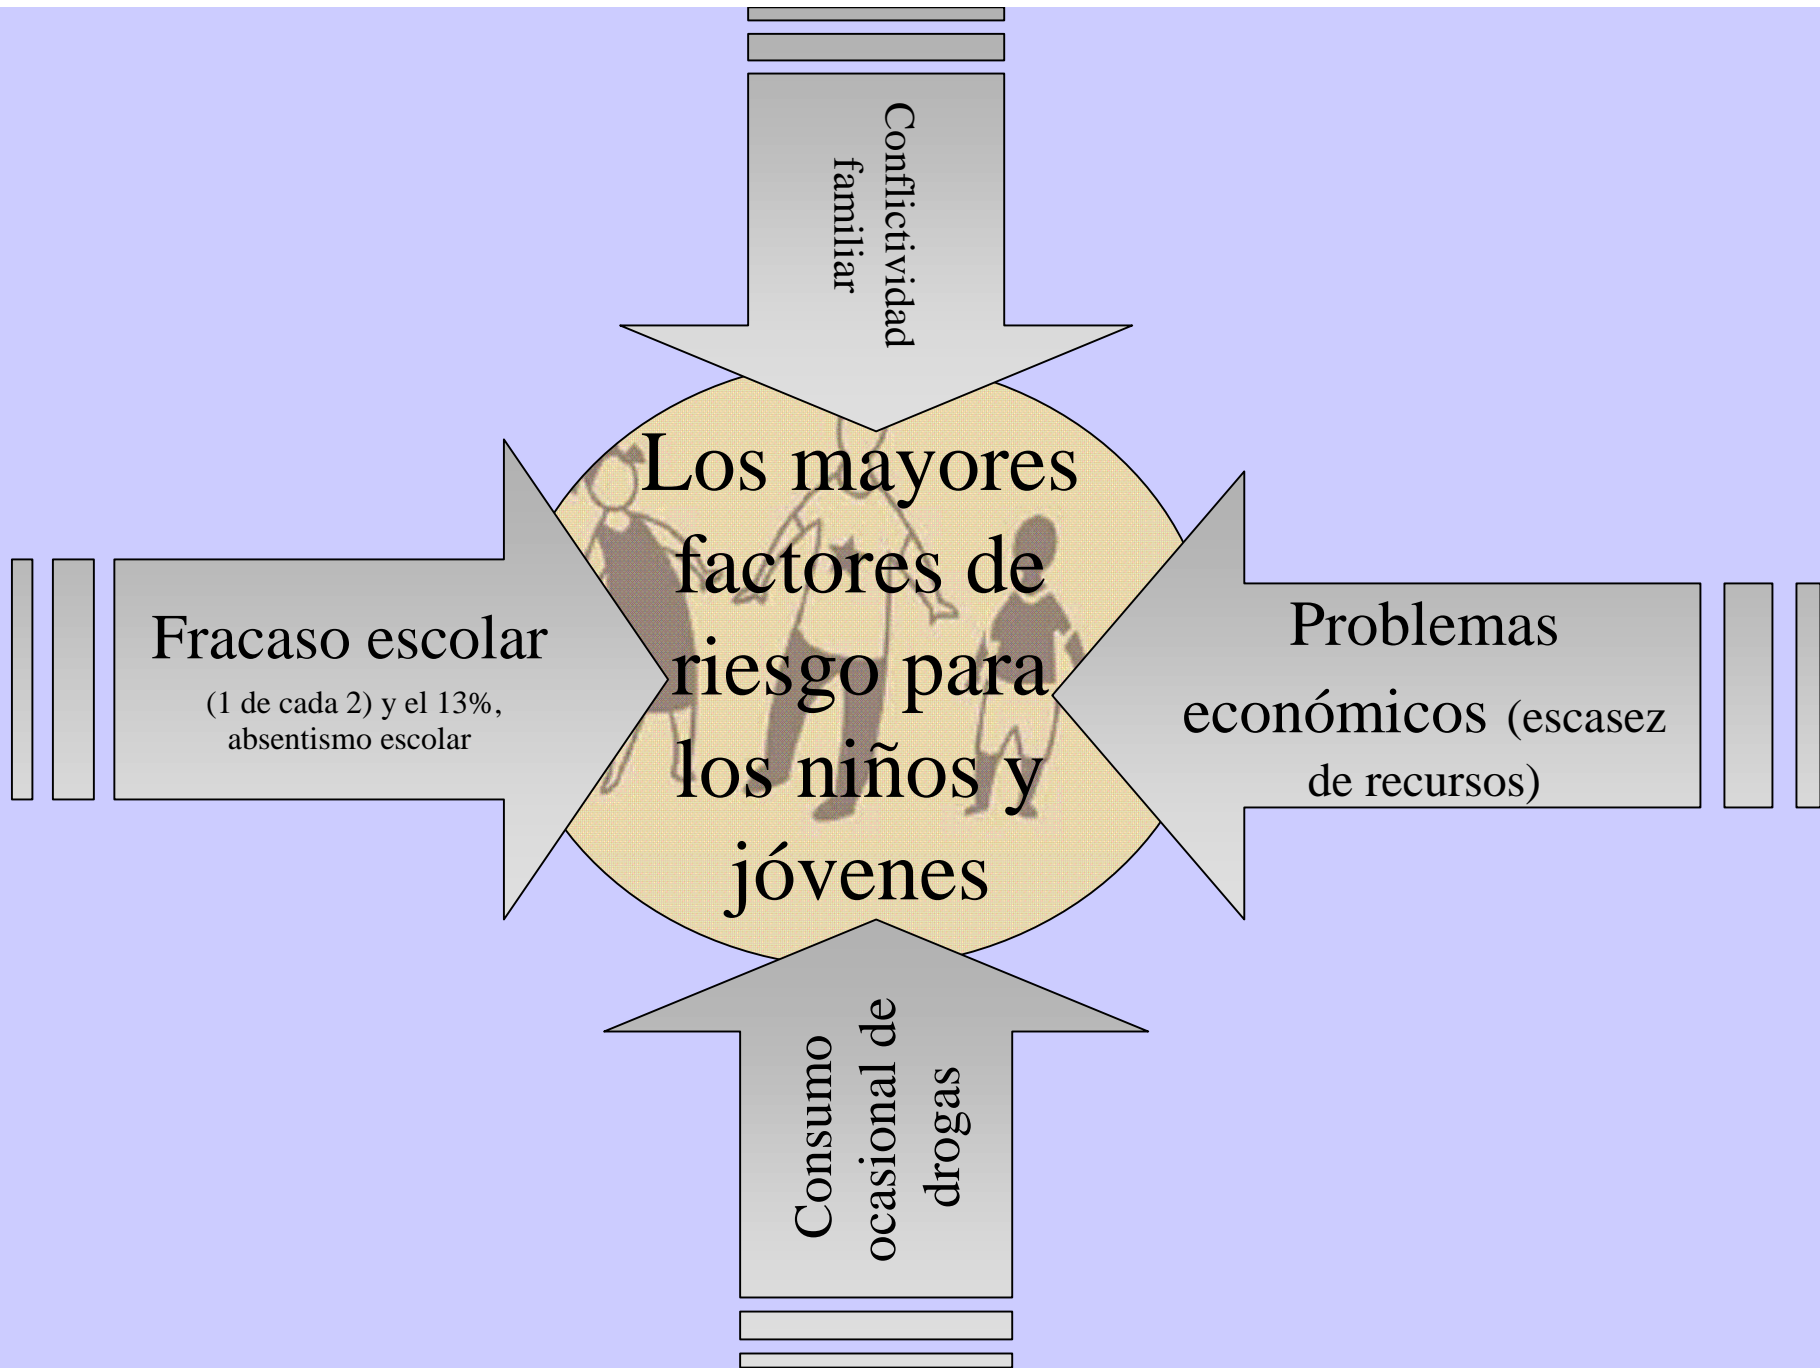 Conflictividad
familiar
Los mayores
factores de
riesgo para
los niños y
jóvenes
Fracaso escolar
(1 de cada 2) y el 13%,
absentismo escolar
Problemas
económicos (escasez
de recursos)
Consumo
ocasional de
drogas